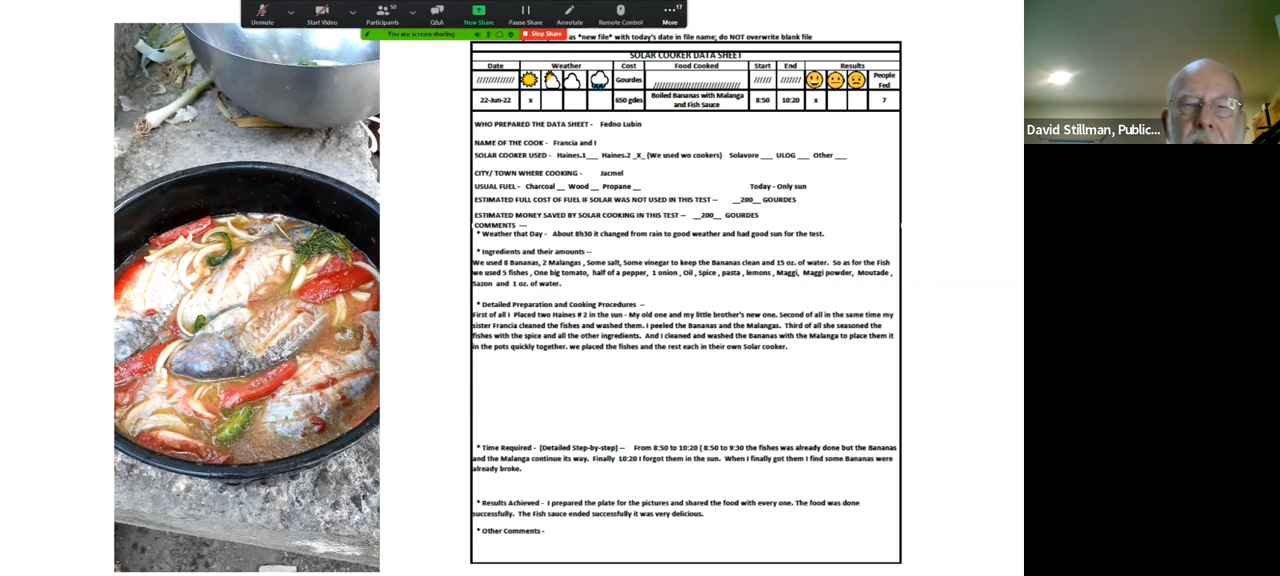 50
17
Unmute
Start Video
Participants
Q&A
New Share
Pause Share
Annotate
Remote Control
More
You are screen sharing
Stop Share
as *new file* with today's date in file name; do NOT overwrite blank file
SOLAR COOKER DATA SHEET
Date Weather Cost Food Cooked Start End Results
//////////// Gourdes ////////////////////////////// ////// /////// People Fed
22-Jun-22 x 650 gdes Boiled Bananas with Malanga and Fish Sauce 8:50 10:20 x 7
WHO PREPARED THE DATA SHEET - Fedno Lubin
NAME OF THE COOK - Francia and I
SOLAR COOKER USED - Haines.1___ Haines.2 _X_ (We used wo cookers) Solavore ___ ULOG ___ Other ___
CITY/ TOWN WHERE COOKING - Jacmel
USUAL FUEL - Charcoal __ Wood __ Propane __ Today - Only sun
ESTIMATED FULL COST OF FUEL IF SOLAR WAS NOT USED IN THIS TEST -- __200__ GOURDES
ESTIMATED MONEY SAVED BY SOLAR COOKING IN THIS TEST -- __200__ GOURDES
COMMENTS ---
* Weather that Day - About 8h30 it changed from rain to good weather and had good sun for the test.
* Ingredients and their amounts --
We used 8 Bananas, 2 Malangas , Some salt, Some vinegar to keep the Bananas clean and 15 oz. of water. So as for the Fish
we used 5 fishes , One big tomato, half of a pepper, 1 onion , Oil , Spice , pasta , lemons , Maggi, Maggi powder, Moutade ,
Sazon and 1 oz. of water.
* Detailed Preparation and Cooking Procedures --
First of all I Placed two Haines # 2 in the sun - My old one and my little brother's new one. Second of all in the same time my
sister Francia cleaned the fishes and washed them. I peeled the Bananas and the Malangas. Third of all she seasoned the
fishes with the spice and all the other ingredients. And I cleaned and washed the Bananas with the Malanga to place them it
in the pots quickly together. we placed the fishes and the rest each in their own Solar cooker.
* Time Required - (Detailed Step-by-step) -- From 8:50 to 10:20 ( 8:50 to 9:30 the fishes was already done but the Bananas
and the Malanga continue its way. Finally 10:20 I forgot them in the sun. When I finally got them I find some Bananas were
already broke.
* Results Achieved - I prepared the plate for the pictures and shared the food with every one. The food was done
successfully. The Fish sauce ended successfully it was very delicious.
* Other Comments -
David Stillman, Public...